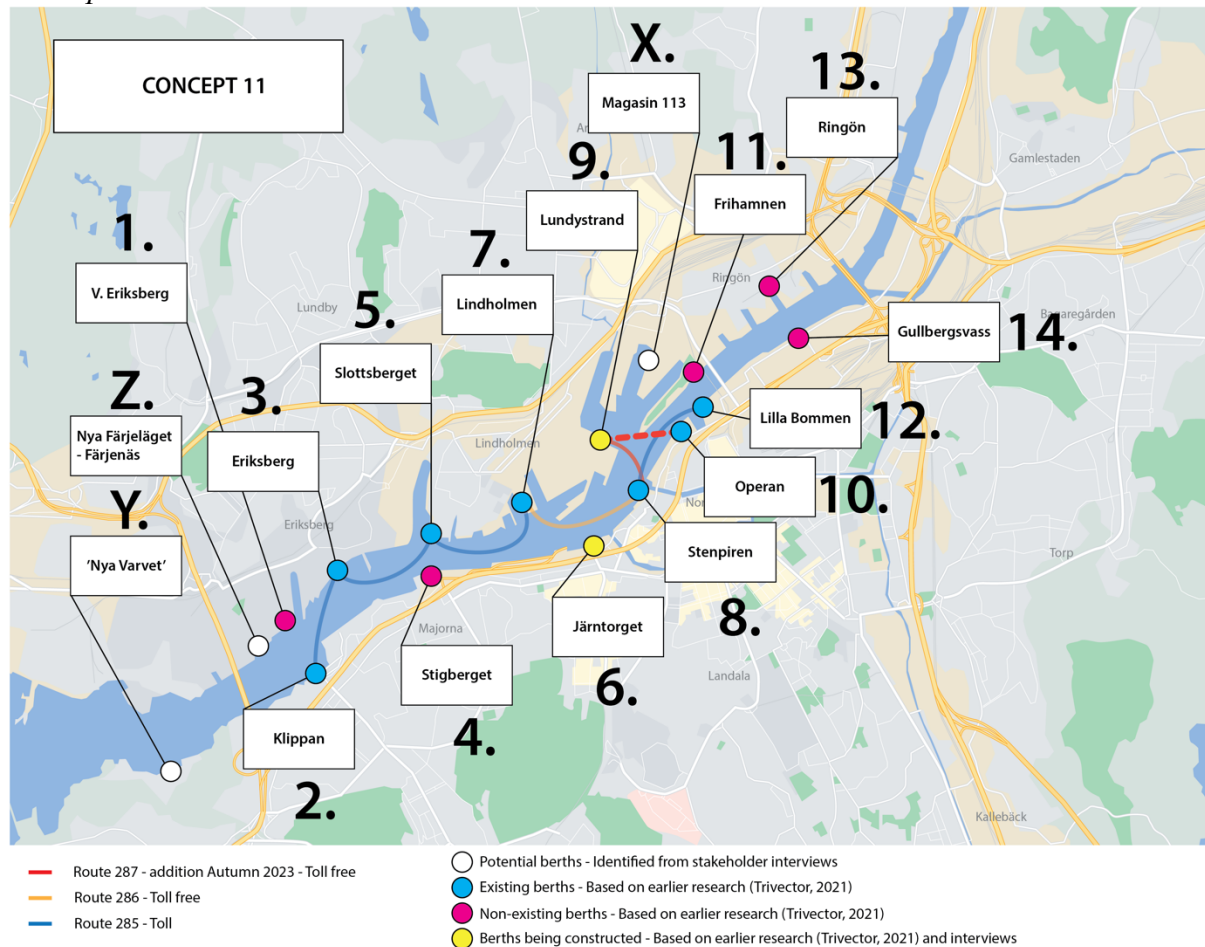 CONCEPT 11
X.
Magasin 113
13.
Ringön
9.
Lundystrand
11.
Frihamnen
Gamlestaden
1.
V. Eriksberg
7.
Lindholmen
Ringön
Lundby
5.
Slottsberget
Bagaregården
Gullbergsvass
14.
Z.
Nya Färjeläget
- Färjenäs
3.
Eriksberg
Lilla Bommen
12.
Lindholmen
Operan
10.
Y.
'Nya Varvet'
Eriksberg
Nor
Stenpiren
8.
Torp
Järntorget
6.
Majorna
Stigberget
4.
Landala
Klippan
2.
Kallebäck
Route 287 - addition Autumn 2023 - Toll free
Route 286 - Toll free
Route 285 - Toll
Potential berths - Identified from stakeholder interviews
Existing berths - Based on earlier research (Trivector, 2021)
Non-existing berths - Based on earlier research (Trivector, 2021)
Berths being constructed - Based on earlier research (Trivector, 2021) and interviews